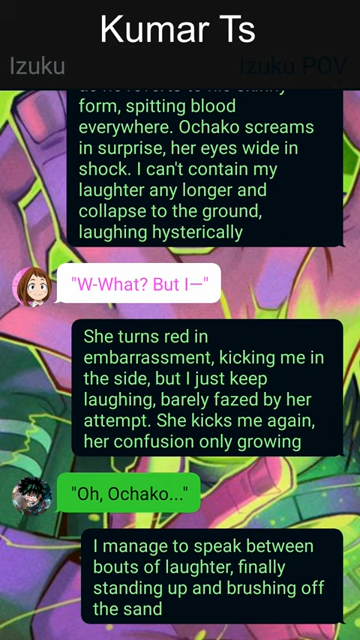 Kumar Ts
Izuku
Izuku POV
form, spitting blood
everywhere. Ochako screams
in surprise, her eyes wide in
shock. I can't contain my
laughter any longer and
collapse to the ground,
laughing hysterically
"W-What? But I—"
She turns red in
embarrassment, kicking me in
the side, but I just keep
laughing, barely fazed by her
attempt. She kicks me again,
her confusion only growing
"Oh, Ochako..."
I manage to speak between
bouts of laughter, finally
standing up and brushing off
the sand